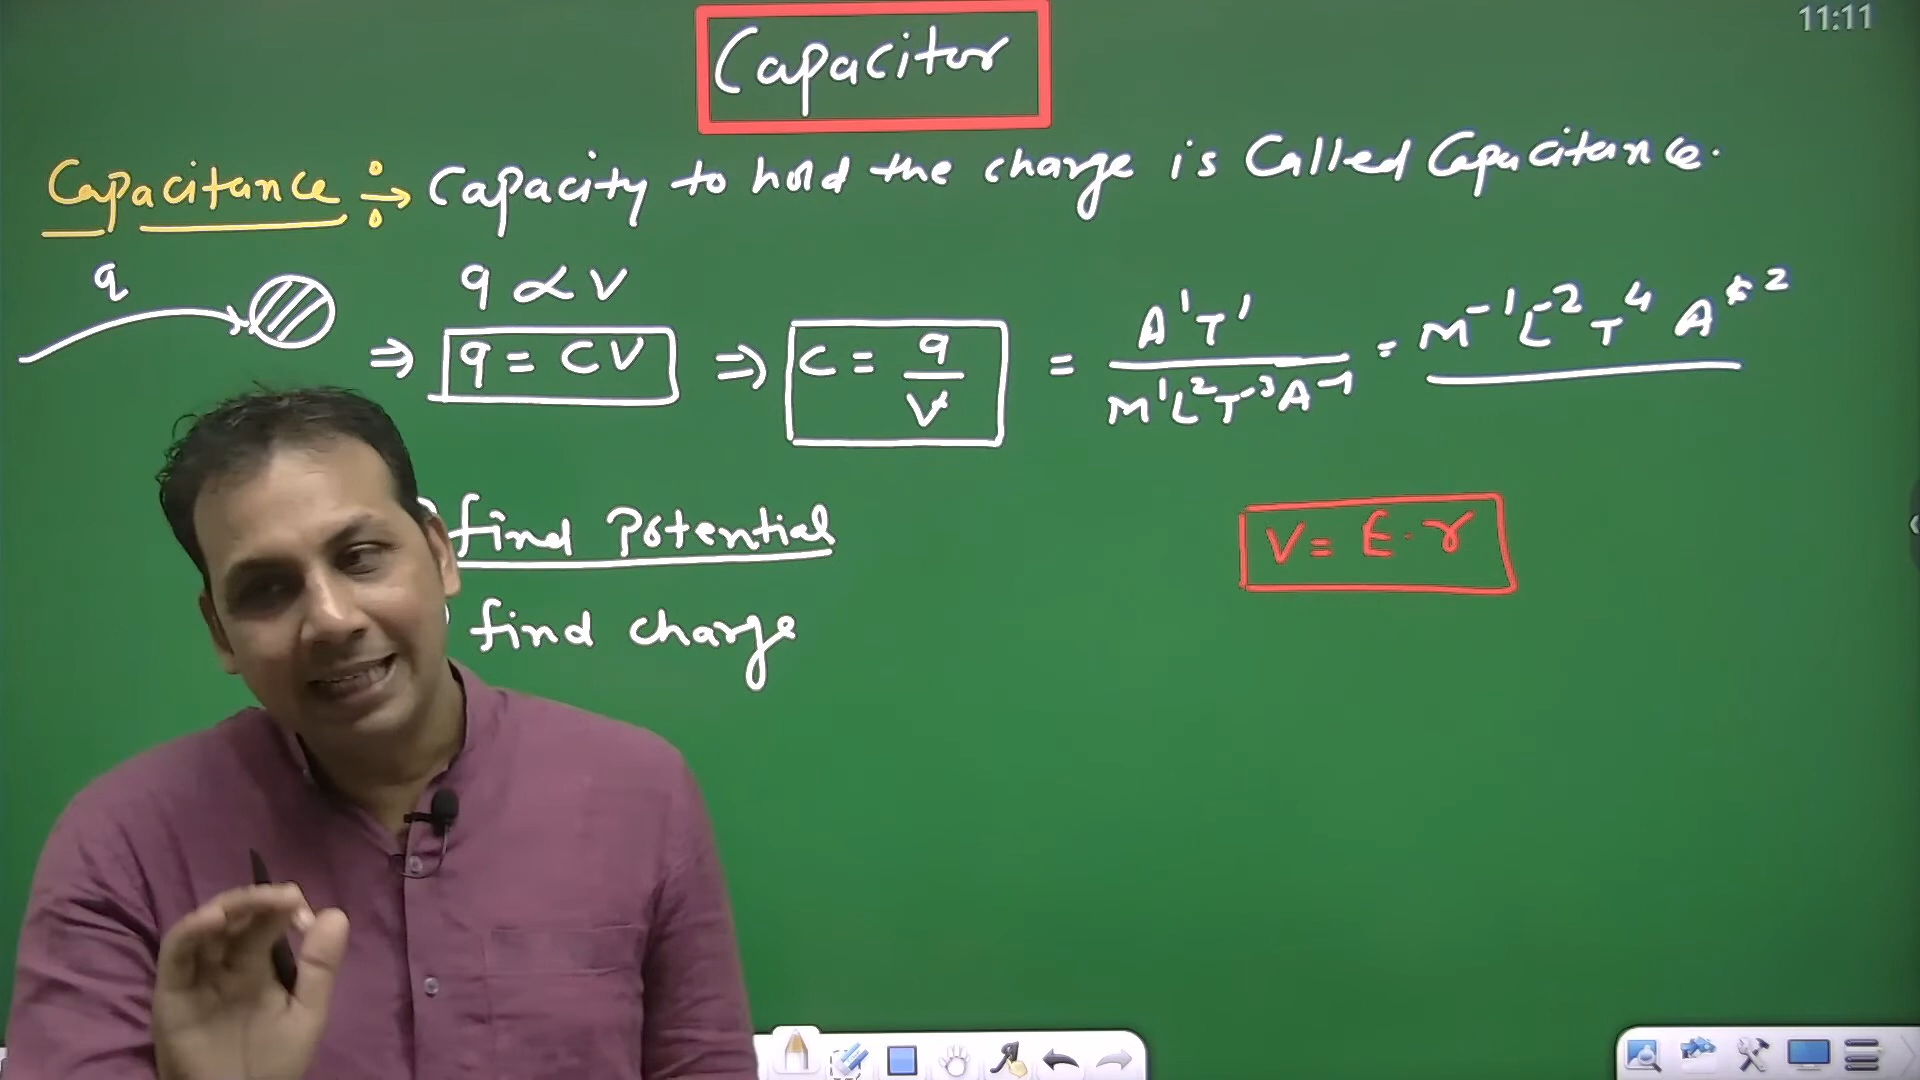 11:11
Capacitor
Capacitance ÷→ Capacity to hold the charge is Called Capacitance.
q
q ∝ V
⇒ q = CV ⇒ C = q/V = A¹T¹/M¹L²T⁻³A⁻¹ = M⁻¹L⁻²T⁴A²
find Potential
V = E·r
find charge